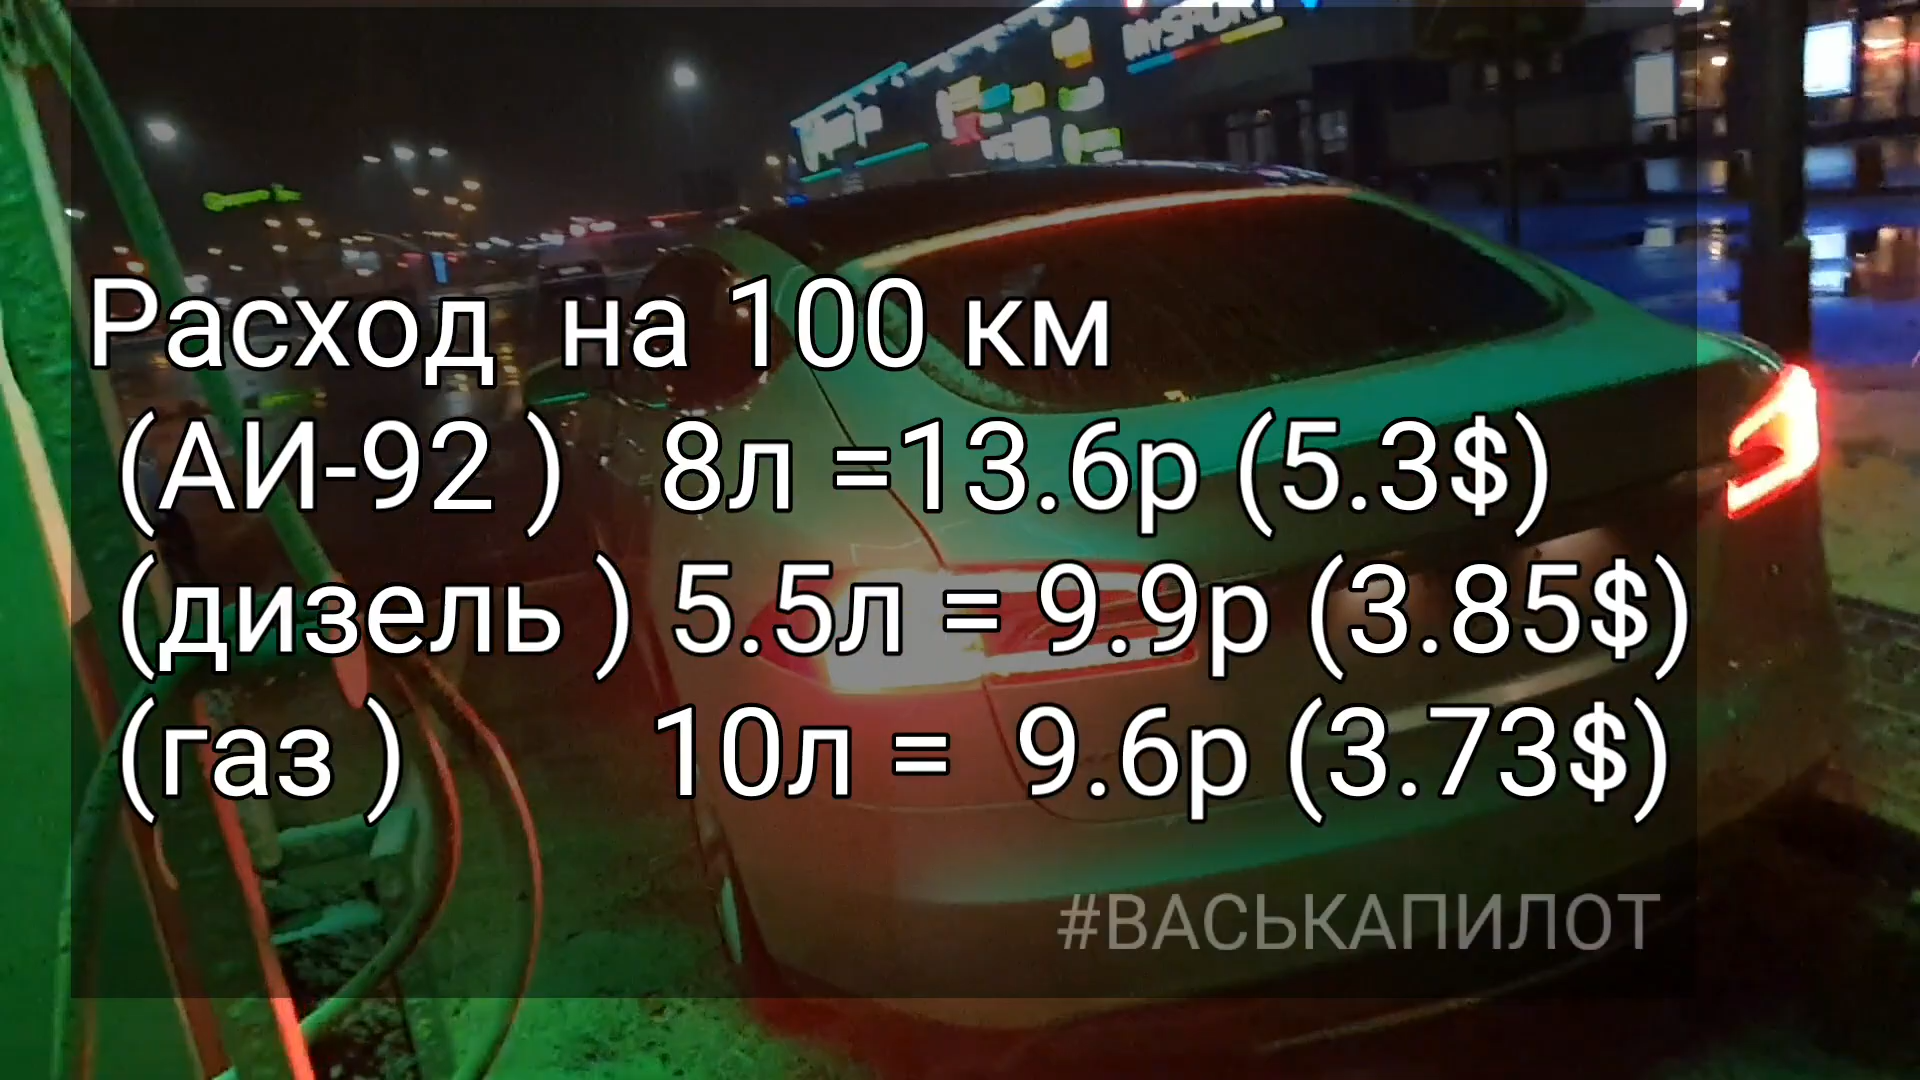 MYSPORT
Расход на 100 км
(АИ-92 ) 8л =13.6р (5.3$)
(дизель ) 5.5л = 9.9р (3.85$)
(газ ) 10л = 9.6р (3.73$)
#ВАСЬКАПИЛОТ